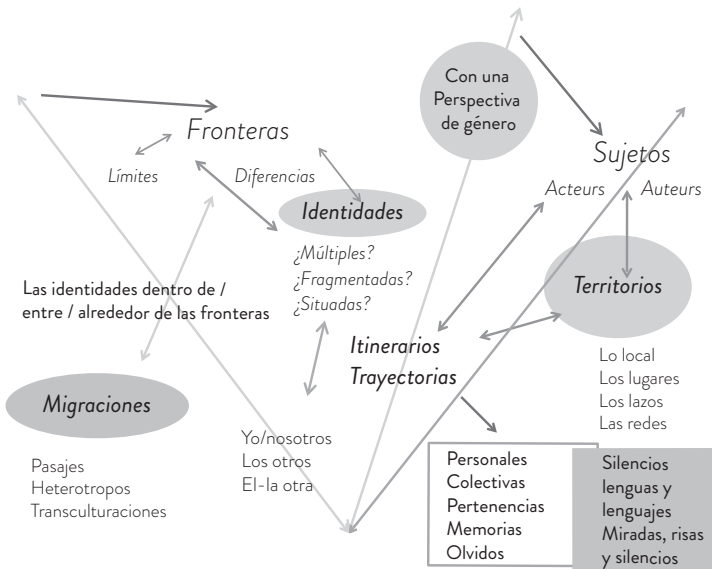 Con una
Perspectiva
de género
Fronteras
Sujetos
Límites
Diferencias
Acteurs
Auteurs
Identidades
¿Múltiples?
¿Fragmentadas?
¿Situadas?
Las identidades dentro de /
entre / alrededor de las fronteras
Territorios
Itinerarios
Trayectorias
Lo local
Los lugares
Los lazos
Las redes
Migraciones
Pasajes
Heterotropos
Transculturaciones
Yo/nosotros
Los otros
El-la otra
Personales
Colectivas
Pertenencias
Memorias
Olvidos
Silencios
lenguas y
lenguajes
Miradas, risas
y silencios